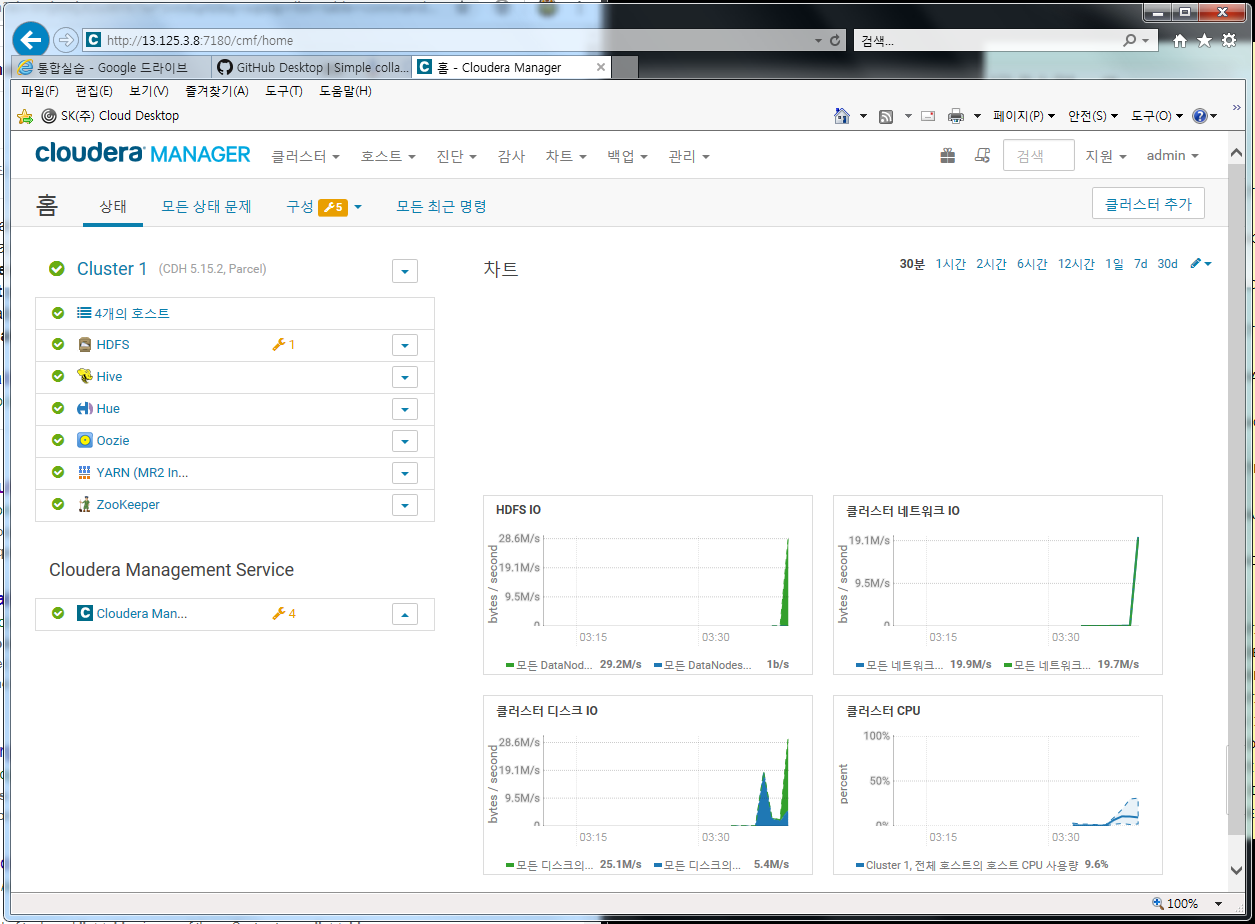 http://13.125.3.8:7180/cmf/home
검색...
통합실습 - Google 드라이브
GitHub Desktop | Simple colla...
홈 - Cloudera Manager
파일(F) 편집(E) 보기(V) 즐겨찾기(A) 도구(T) 도움말(H)
SK(주) Cloud Desktop
페이지(P) 안전(S) 도구(O)
cloudera MANAGER 클러스터 호스트 진단 감사 차트 백업 관리 검색 지원 admin
홈 상태 모든 상태 문제 구성 5 모든 최근 명령 클러스터 추가
Cluster 1 (CDH 5.15.2, Parcel)
4개의 호스트
HDFS 1
Hive
Hue
Oozie
YARN (MR2 In...
ZooKeeper
Cloudera Management Service
Cloudera Man... 4
차트
30분 1시간 2시간 6시간 12시간 1일 7d 30d
HDFS IO
bytes / second
28.6M/s
19.1M/s
9.5M/s
0
03:15 03:30
모든 DataNod... 29.2M/s 모든 DataNodes... 1b/s
클러스터 네트워크 IO
bytes / second
19.1M/s
9.5M/s
0
03:15 03:30
모든 네트워크... 19.9M/s 모든 네트워크... 19.7M/s
클러스터 디스크 IO
bytes / second
28.6M/s
19.1M/s
9.5M/s
0
03:15 03:30
모든 디스크의... 25.1M/s 모든 디스크의... 5.4M/s
클러스터 CPU
percent
100%
50%
0%
03:15 03:30
Cluster 1, 전체 호스트의 호스트 CPU 사용량 9.6%
100%